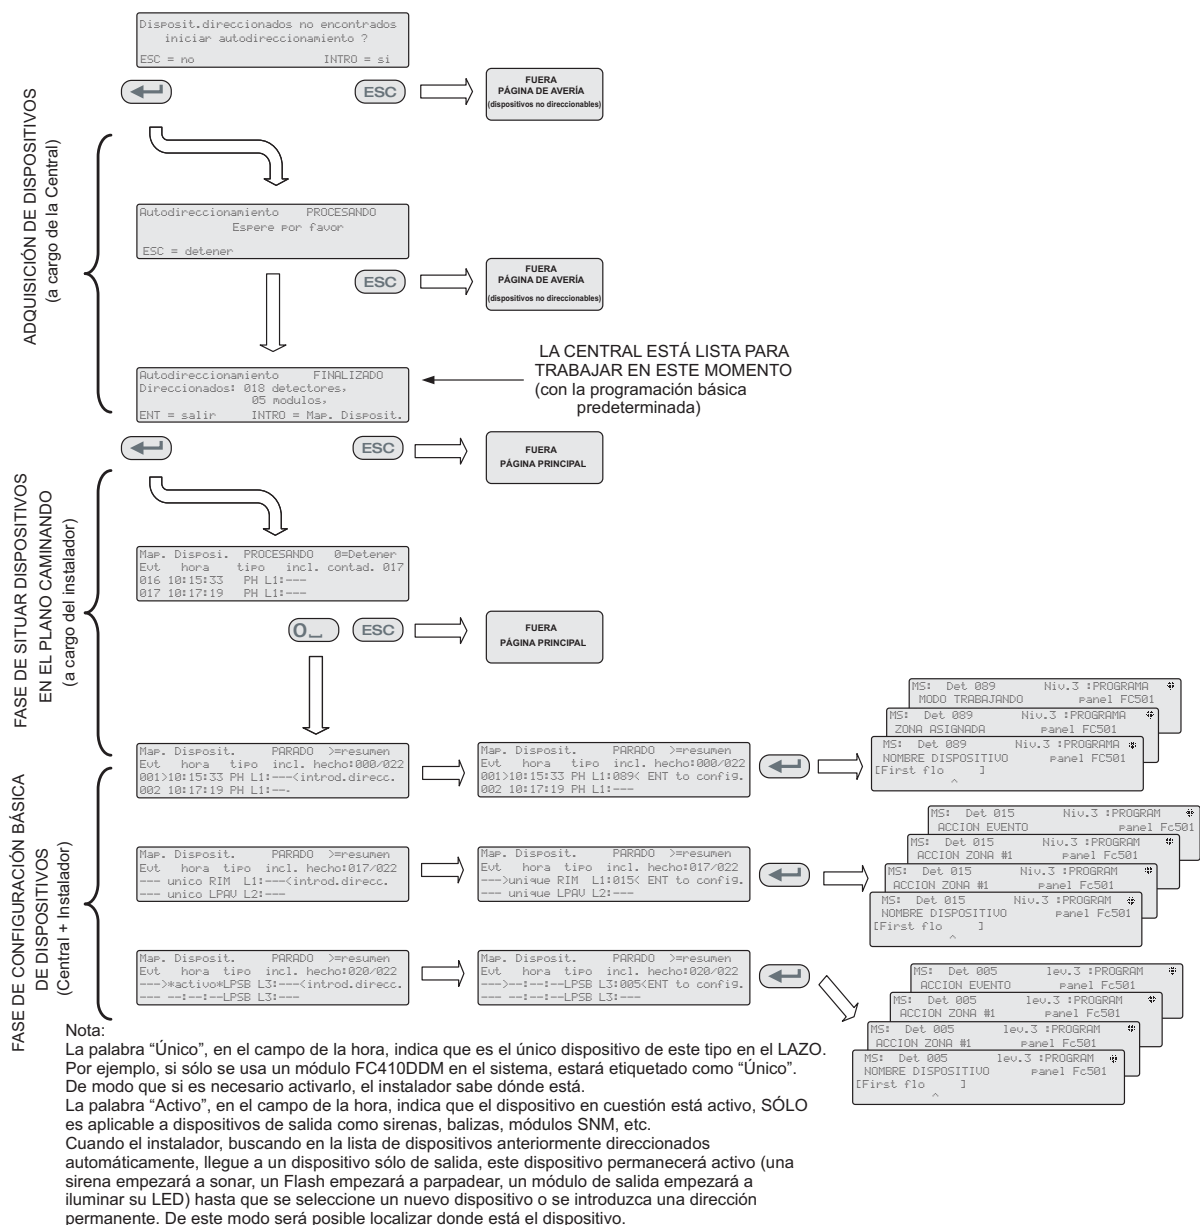 Disposit.direccionados no encontrados
iniciar autodireccionamiento ?
ESC = no INTRO = si
ESC
FUERA
PÁGINA DE AVERÍA
(dispositivos no direccionables)
ADQUISICIÓN DE DISPOSITIVOS
(a cargo de la Central)
Autodireccionamiento PROCESANDO
Espere por favor
ESC = detener
ESC
FUERA
PÁGINA DE AVERÍA
(dispositivos no direccionables)
LA CENTRAL ESTÁ LISTA PARA
TRABAJAR EN ESTE MOMENTO
(con la programación básica
predeterminada)
Autodireccionamiento FINALIZADO
Direccionados: 018 detectores,
05 modulos,
ENT = salir INTRO = Map. Disposit.
ESC
FUERA
PÁGINA PRINCIPAL
FASE DE SITUAR DISPOSITIVOS
EN EL PLANO CAMINANDO
(a cargo del instalador)
Map. Disposi. PROCESANDO 0=Detener
Evt hora tipo incl. contad. 017
016 10:15:33 PH L1:---
017 10:17:19 PH L1:---
0
ESC
FUERA
PÁGINA PRINCIPAL
FASE DE CONFIGURACIÓN BÁSICA
DE DISPOSITIVOS
(Central + Instalador)
Map. Disposit. PARADO >=resumen
Evt hora tipo incl. hecho:000/022
001>10:15:33 PH L1:---<introd.direcc.
002 10:17:19 PH L1:--.
Map. Disposit. PARADO >=resumen
Evt hora tipo incl. hecho:000/022
001>10:15:33 PH L1:089< ENT to config.
002 10:17:19 PH L1:---
MS: Det 089 Niv.3 :PROGRAMA
MODO TRABAJANDO panel FC501
MS: Det 089 Niv.3 :PROGRAMA
ZONA ASIGNADA panel FC501
MS: Det 089 Niv.3 :PROGRAMA
NOMBRE DISPOSITIVO panel FC501
[First flo ]
^
Map. Disposit. PARADO >=resumen
Evt hora tipo incl. hecho:017/022
--- unico RIM L1:---<introd.direcc.
--- unico LPAV L2:---
Map. Disposit. PARADO >=resumen
Evt hora tipo incl. hecho:017/022
--->unique RIM L1:015< ENT to config.
--- unique LPAV L2:---
MS: Det 015 Niv.3 :PROGRAM
ACCION EVENTO panel Fc501
MS: Det 015 Niv.3 :PROGRAM
ACCION ZONA #1 panel Fc501
MS: Det 015 Niv.3 :PROGRAM
ACCION ZONA #1 panel Fc501
MS: Det 015 Niv.3 :PROGRAM
NOMBRE DISPOSITIVO panel Fc501
[First flo ]
^
Map. Disposit. PARADO >=resumen
Evt hora tipo incl. hecho:020/022
--->*activo*LPSB L3:---<introd.direcc.
--- --:--:--LPSB L3:---
Map. Disposit. PARADO >=resumen
Evt hora tipo incl. hecho:020/022
--->--:--:--LPSB L3:005<ENT to config.
--- --:--:--LPSB L3:---
MS: Det 005 lev.3 :PROGRAM
ACCION EVENTO panel Fc501
MS: Det 005 lev.3 :PROGRAM
ACCION ZONA #1 panel Fc501
MS: Det 005 lev.3 :PROGRAM
ACCION ZONA #1 panel Fc501
MS: Det 005 lev.3 :PROGRAM
NOMBRE DISPOSITIVO panel Fc501
[First flo ]
^
Nota:
La palabra “Único”, en el campo de la hora, indica que es el único dispositivo de este tipo en el LAZO.
Por ejemplo, si sólo se usa un módulo FC410DDM en el sistema, estará etiquetado como “Único”.
De modo que si es necesario activarlo, el instalador sabe dónde está.
La palabra “Activo”, en el campo de la hora, indica que el dispositivo en cuestión está activo, SÓLO
es aplicable a dispositivos de salida como sirenas, balizas, módulos SNM, etc.
Cuando el instalador, buscando en la lista de dispositivos anteriormente direccionados
automáticamente, llegue a un dispositivo sólo de salida, este dispositivo permanecerá activo (una
sirena empezará a sonar, un Flash empezará a parpadear, un módulo de salida empezará a
iluminar su LED) hasta que se seleccione un nuevo dispositivo o se introduzca una dirección
permanente. De este modo será posible localizar donde está el dispositivo.